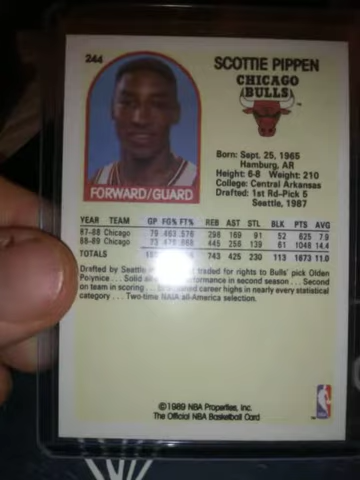 244
SCOTTIE PIPPEN
CHICAGO
BULLS
Born: Sept. 25, 1965
Hamburg, AR
Height: 6-8 Weight: 210
College: Central Arkansas
Drafted: 1st Rd-Pick 5
Seattle, 1987
FORWARD/GUARD
YEAR TEAM GP FG% FT% REB AST STL BLK PTS AVG
87-88 Chicago 79 .463 .576 298 169 91 52 625 7.9
88-89 Chicago 73 .476 .668 445 256 139 61 1048 14.4
TOTALS 743 425 230 113 1673 11.0
Drafted by Seattle traded for rights to Bulls' pick Olden
Polynice ... Solid performance in second season ... Second
on team in scoring career highs in nearly every statistical
category ... Two-time NAIA all-America selection.
©1989 NBA Properties, Inc.
The Official NBA Basketball Card